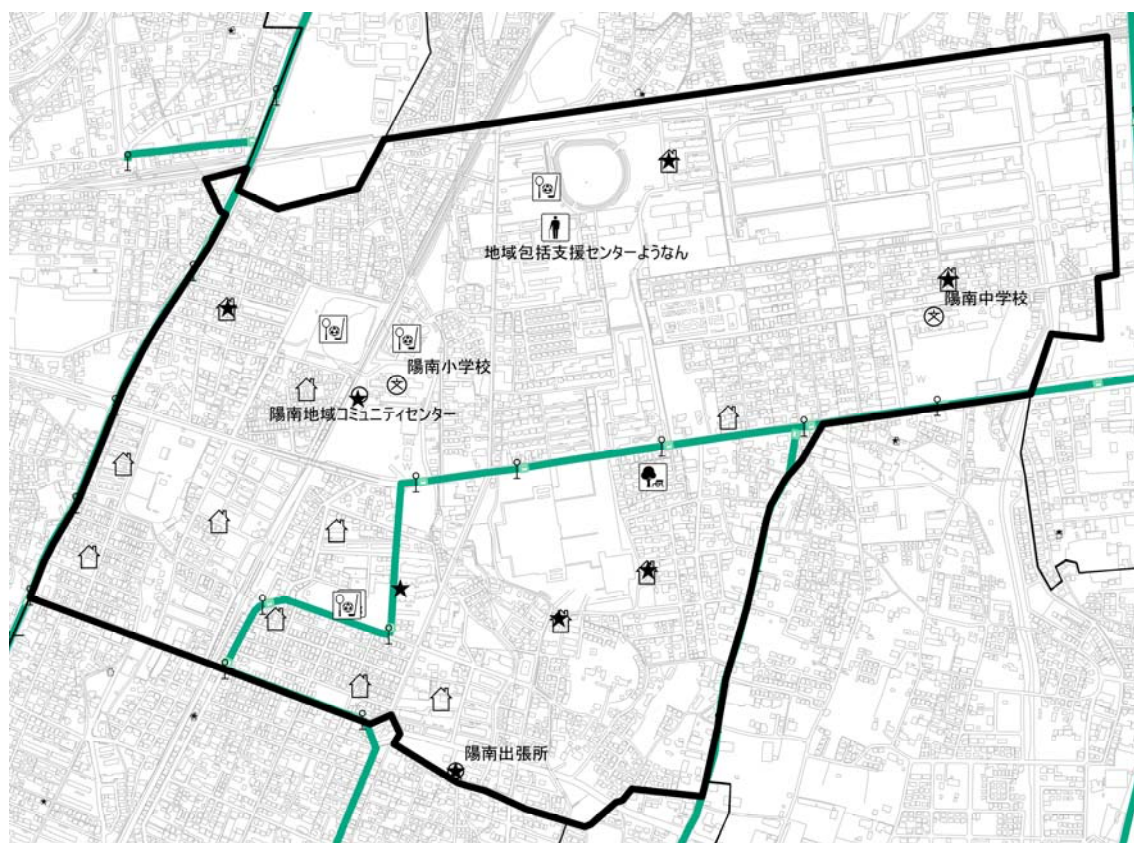 地域包括支援センターようなん
陽南中学校
陽南小学校
陽南地域コミュニティセンター
陽南出張所